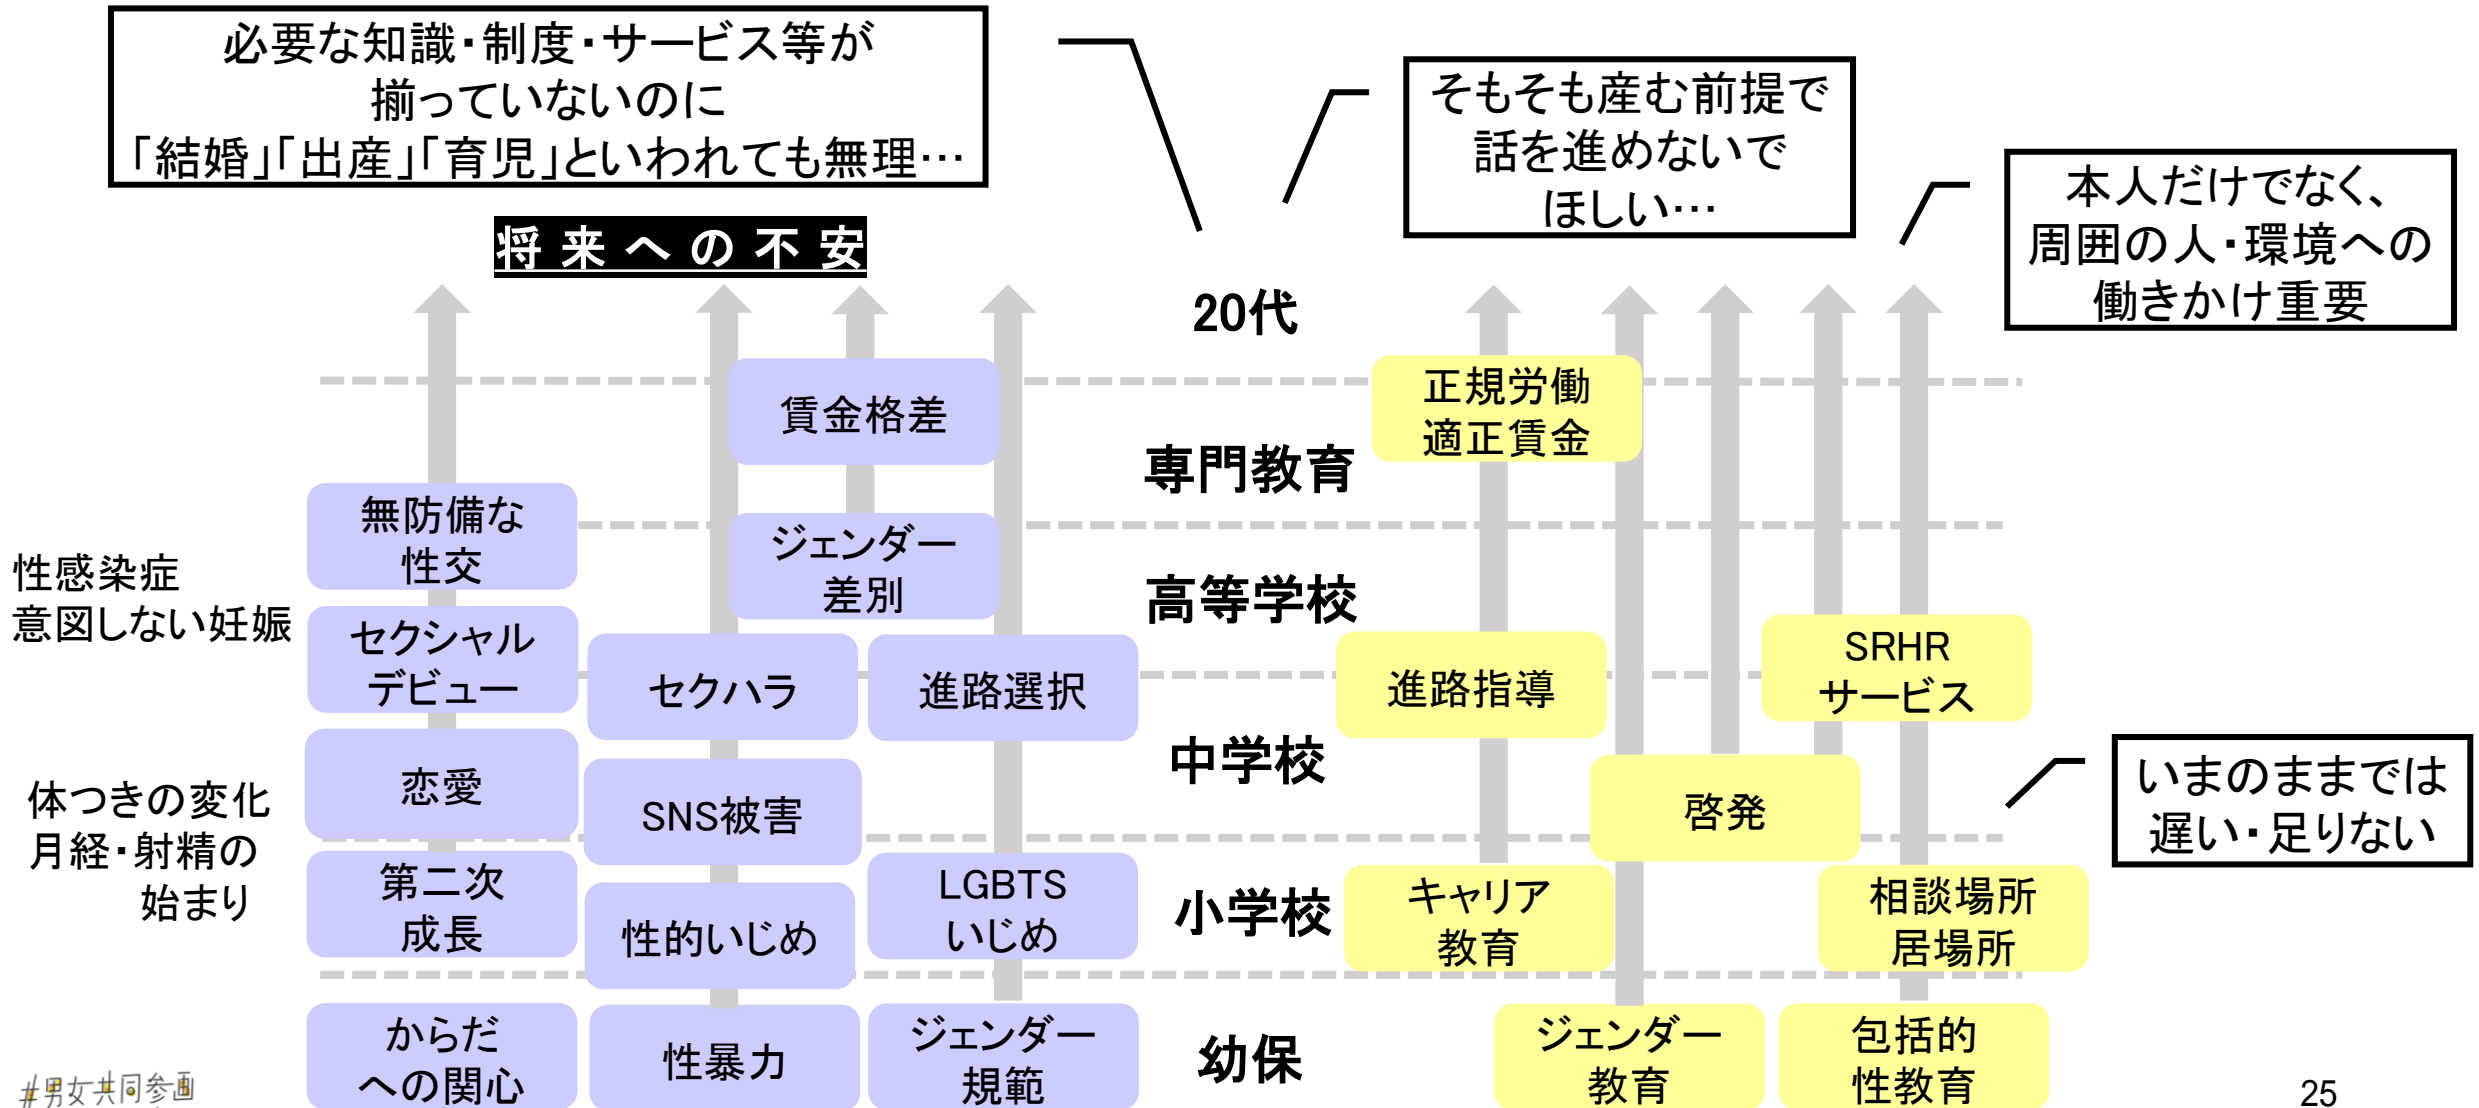 必要な知識・制度・サービス等が
揃っていないのに
「結婚」「出産」「育児」といわれても無理…
そもそも産む前提で
話を進めないで
ほしい…
本人だけでなく、
周囲の人・環境への
働きかけ重要
将来への不安
20代
賃金格差
正規労働
適正賃金
専門教育
無防備な
性交
ジェンダー
差別
性感染症
意図しない妊娠
高等学校
セクシャル
デビュー
セクハラ
進路選択
進路指導
SRHR
サービス
中学校
恋愛
SNS被害
啓発
いまのままでは
遅い・足りない
体つきの変化
月経・射精の
始まり
第二次
成長
性的いじめ
LGBTS
いじめ
小学校
キャリア
教育
相談場所
居場所
からだ
への関心
性暴力
ジェンダー
規範
幼保
ジェンダー
教育
包括的
性教育
#男女共同参画
25